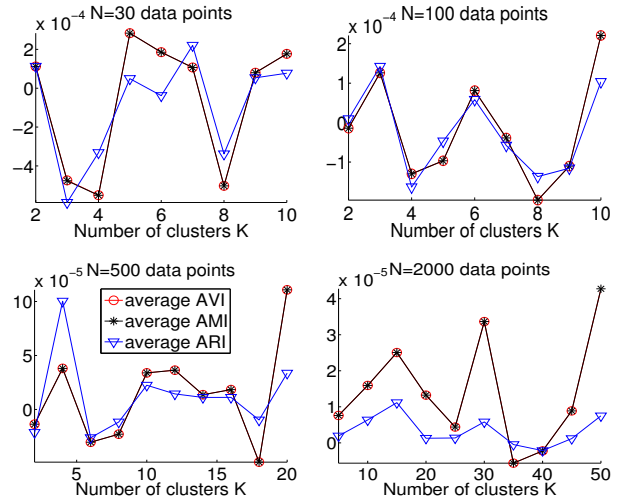 x 10^-4 N=30 data points
2
0
-2
-4
2 4 6 8 10
Number of clusters K
x 10^-4 N=100 data points
2
1
0
-1
2 4 6 8 10
Number of clusters K
x 10^-5 N=500 data points
10
5
0
average AVI
average AMI
average ARI
5 10 15 20
Number of clusters K
x 10^-5 N=2000 data points
4
3
2
1
0
10 20 30 40 50
Number of clusters K